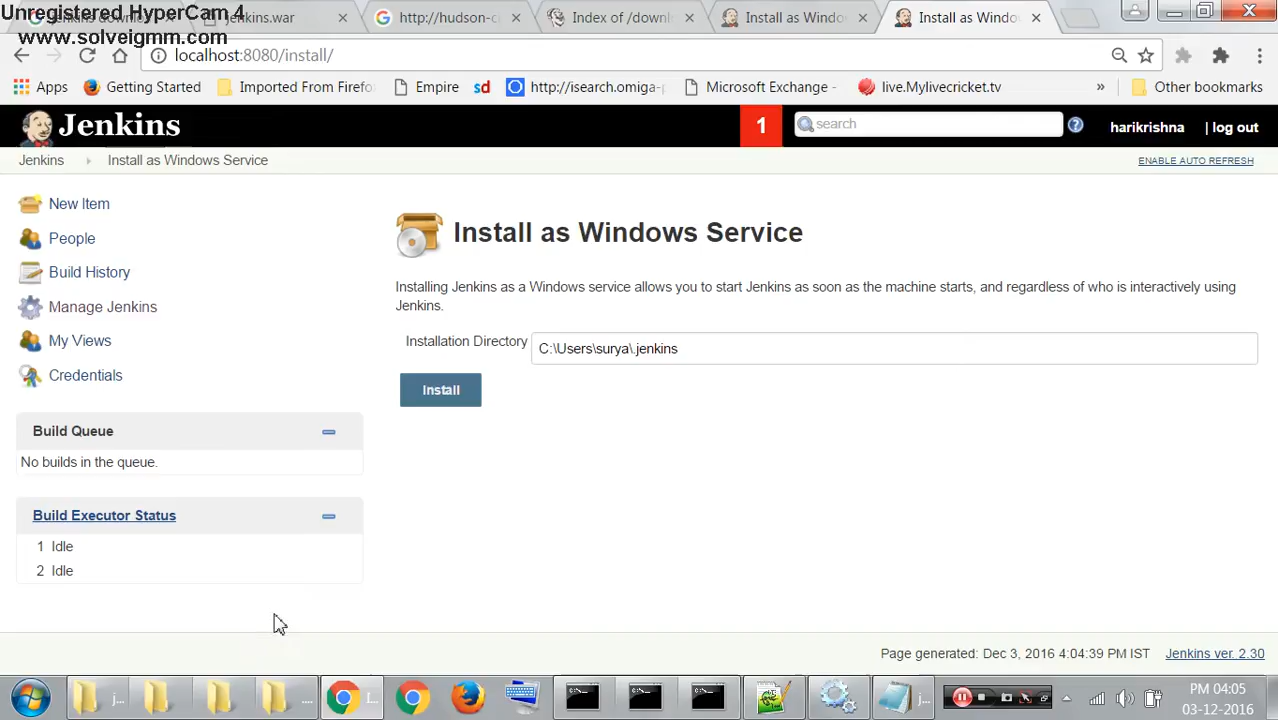 Unregistered HyperCam 4
www.solveigmm.com
jenkins.war
http://hudson-c
Index of /downl
Install as Windo
Install as Windo
localhost:8080/install/
Apps
Getting Started
Imported From Firefo
Empire
sd
http://isearch.omiga-p
Microsoft Exchange -
live.Mylivecricket.tv
»
Other bookmarks
Jenkins
1
search
harikrishna
| log out
Jenkins
Install as Windows Service
ENABLE AUTO REFRESH
New Item
People
Build History
Manage Jenkins
My Views
Credentials
Build Queue
No builds in the queue.
Build Executor Status
1 Idle
2 Idle
Install as Windows Service
Installing Jenkins as a Windows service allows you to start Jenkins as soon as the machine starts, and regardless of who is interactively using
Jenkins.
Installation Directory
C:\Users\surya\.jenkins
Install
Page generated: Dec 3, 2016 4:04:39 PM IST
Jenkins ver. 2.30
PM 04:05
03-12-2016